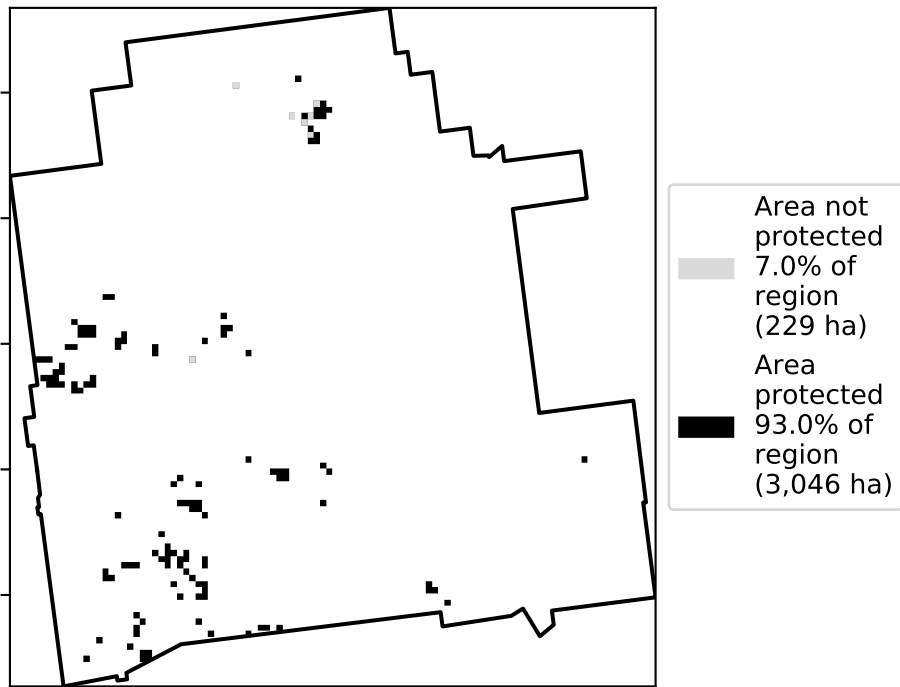 Area not
protected
7.0% of
region
(229 ha)
Area
protected
93.0% of
region
(3,046 ha)